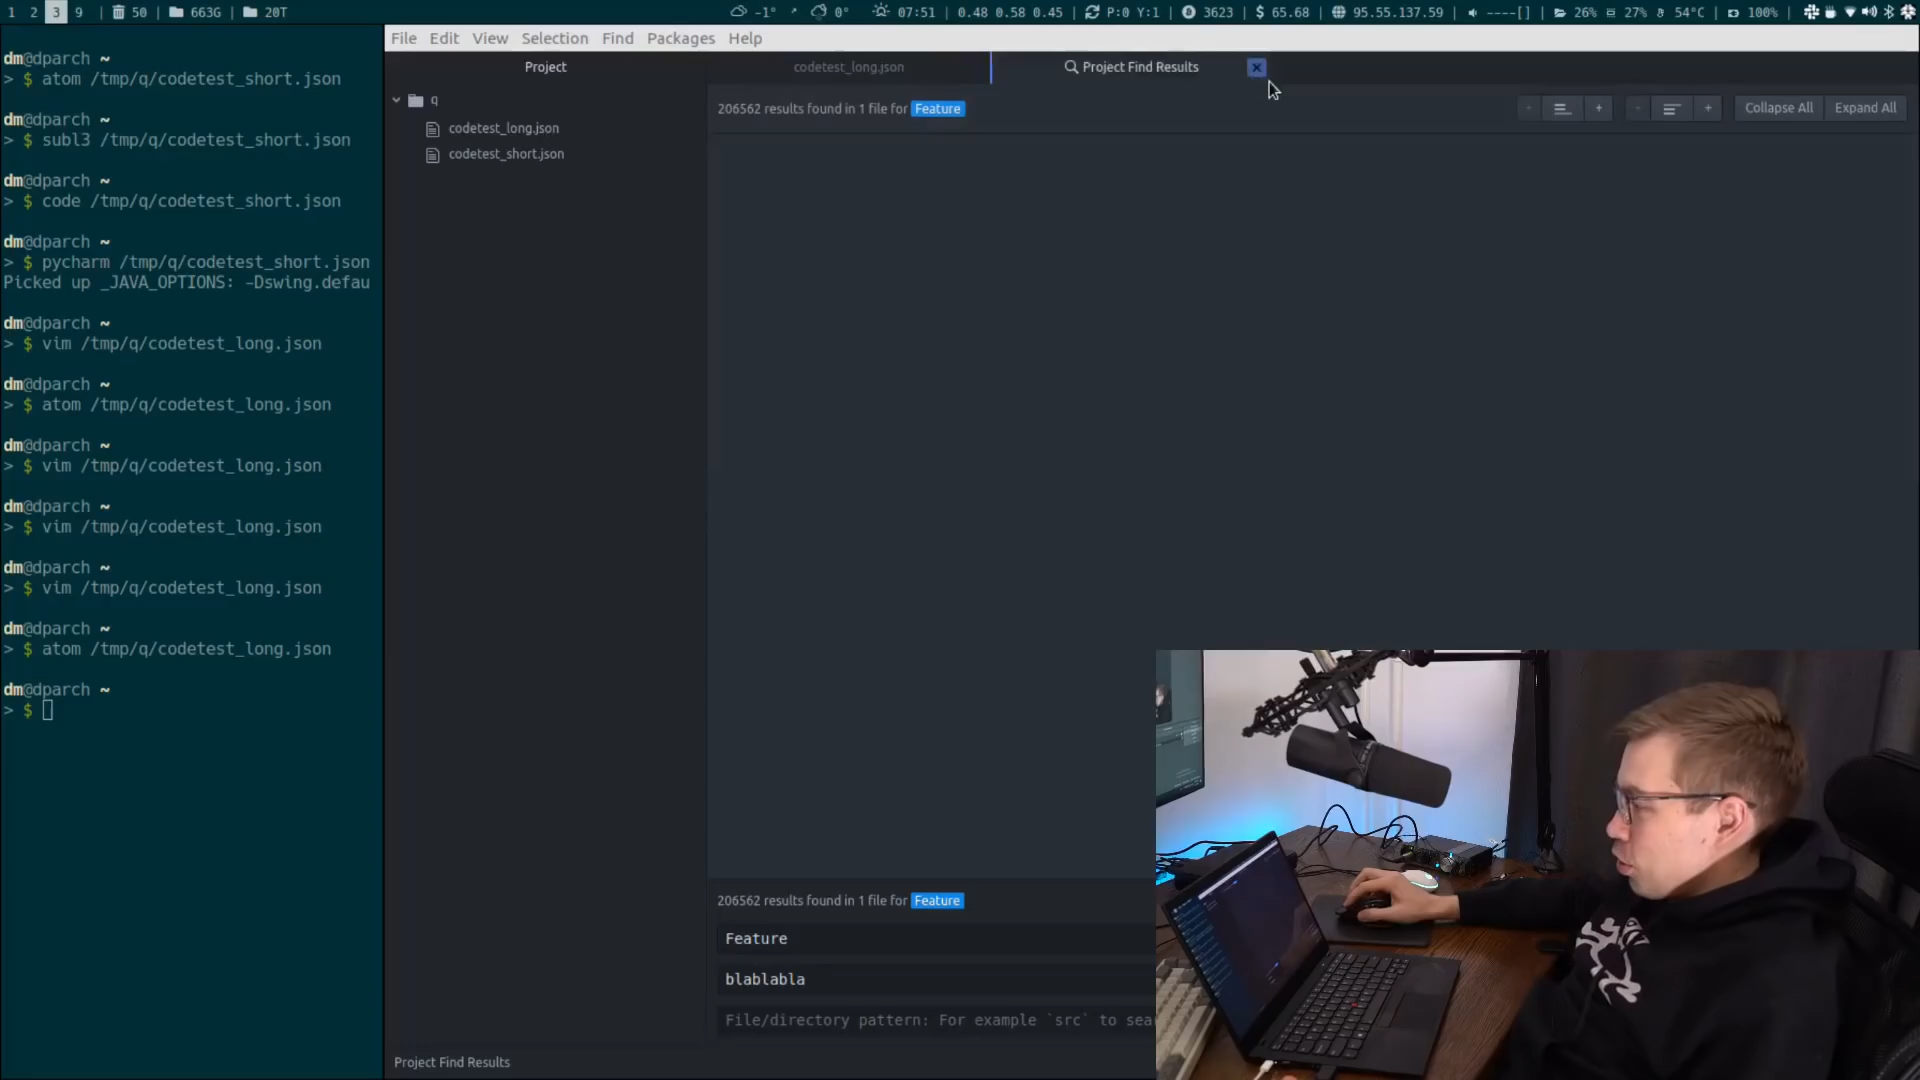 1 2 3 9 | 50 | 663G | 20T
-1° 0° 07:51 | 0.48 0.58 0.45 | P:0 Y:1 | 3623 | $ 65.68 | 95.55.137.59 | ----[] | 26% 27% 54°C | 100% |
dm@dparch ~
> $ atom /tmp/q/codetest_short.json
dm@dparch ~
> $ subl3 /tmp/q/codetest_short.json
dm@dparch ~
> $ code /tmp/q/codetest_short.json
dm@dparch ~
> $ pycharm /tmp/q/codetest_short.json
Picked up _JAVA_OPTIONS: -Dswing.defau
dm@dparch ~
> $ vim /tmp/q/codetest_long.json
dm@dparch ~
> $ atom /tmp/q/codetest_long.json
dm@dparch ~
> $ vim /tmp/q/codetest_long.json
dm@dparch ~
> $ vim /tmp/q/codetest_long.json
dm@dparch ~
> $ vim /tmp/q/codetest_long.json
dm@dparch ~
> $ atom /tmp/q/codetest_long.json
dm@dparch ~
> $
File Edit View Selection Find Packages Help
Project
q
codetest_long.json
codetest_short.json
codetest_long.json
Project Find Results
206562 results found in 1 file for Feature
- + - + Collapse All Expand All
206562 results found in 1 file for Feature
Feature
blablabla
File/directory pattern: For example `src` to sea
Project Find Results